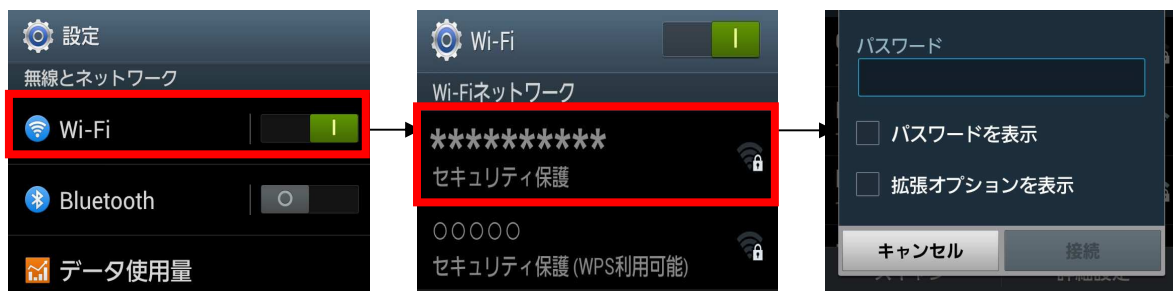 設定
無線とネットワーク
Wi-Fi
Bluetooth
データ使用量
Wi-Fi
Wi-Fiネットワーク
**********
セキュリティ保護
○○○○○
セキュリティ保護 (WPS利用可能)
パスワード
パスワードを表示
拡張オプションを表示
キャンセル
接続